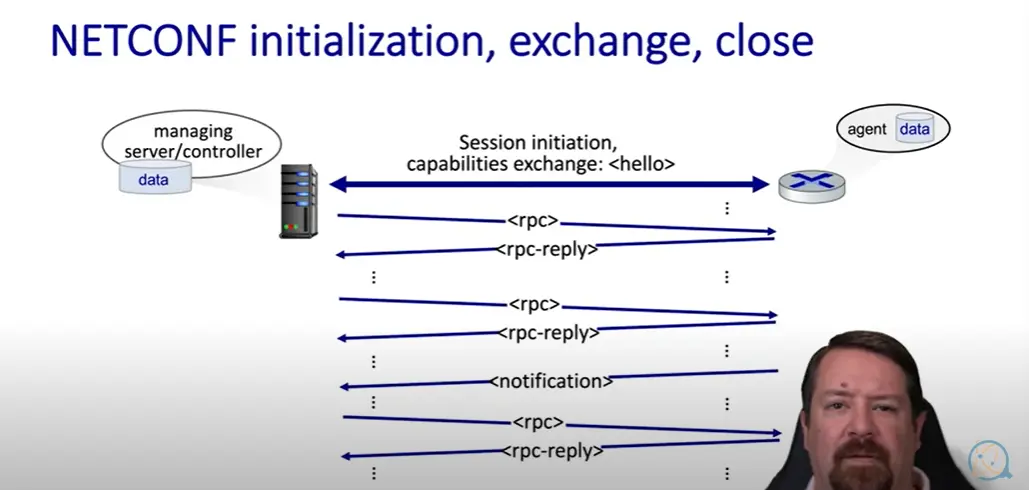 NETCONF initialization, exchange, close
managing
server/controller
data
Session initiation,
capabilities exchange: <hello>
agent
data
<rpc>
<rpc-reply>
<rpc>
<rpc-reply>
<notification>
<rpc>
<rpc-reply>